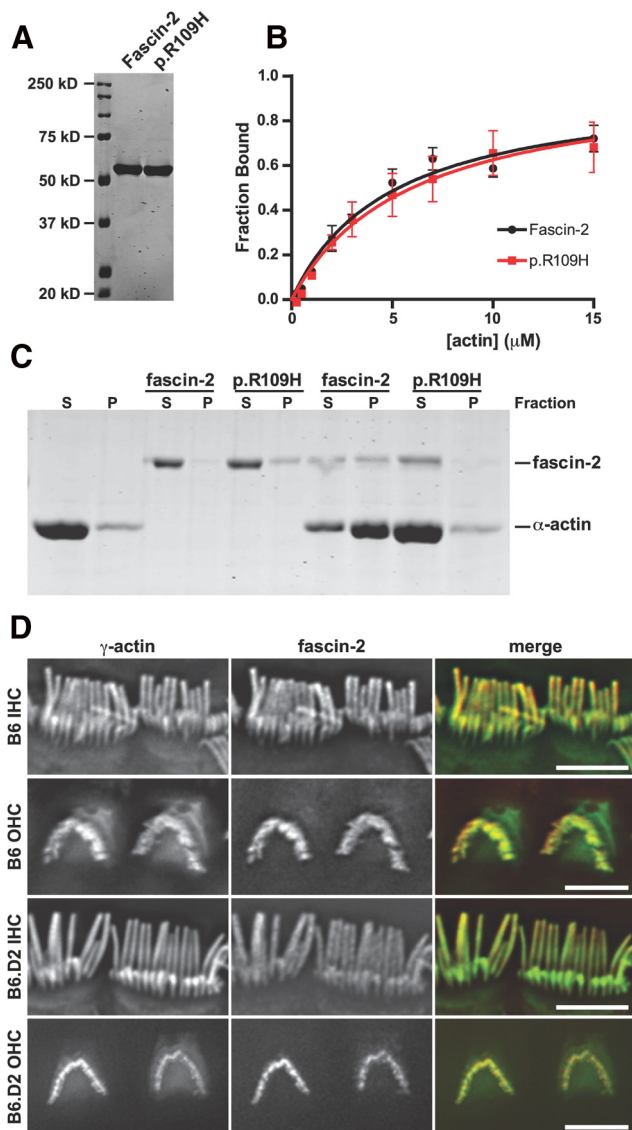 A
Fascin-2
p.R109H
250 kD
75 kD
50 kD
37 kD
20 kD
B
Fraction Bound
1.0
0.8
0.6
0.4
0.2
0.0
0
5
10
15
[actin] (μM)
Fascin-2
p.R109H
C
fascin-2 p.R109H fascin-2 p.R109H
S P S P S P S P S P Fraction
fascin-2
α-actin
D
γ-actin fascin-2 merge
B6 IHC
B6 OHC
B6.D2 IHC
B6.D2 OHC